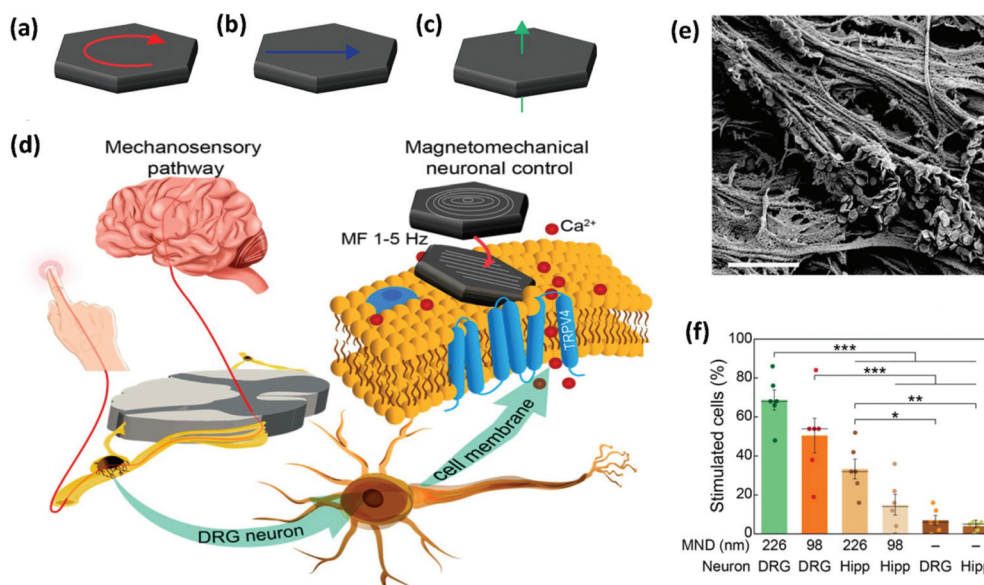 (a)
(b)
(c)
(e)
(d)
Mechanosensory
pathway
Magnetomechanical
neuronal control
Ca2+
MF 1-5 Hz
TRPV4
cell membrane
DRG neuron
(f)
Stimulated cells (%)
100
80
60
40
20
0
***
***
**
*
MND (nm) 226 98 226 98 – –
Neuron DRG DRG Hipp Hipp DRG Hipp